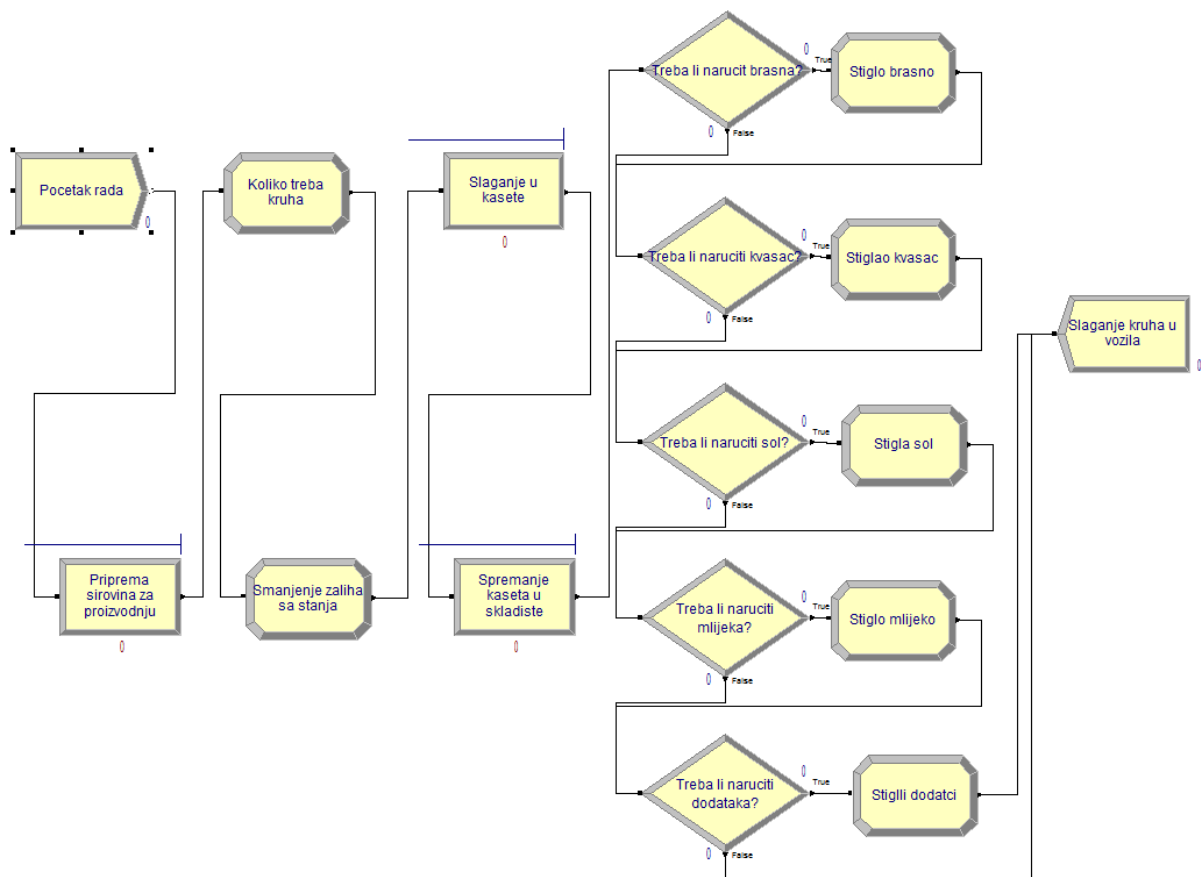 Pocetak rada
0
Priprema
sirovina za
proizvodnju
0
Koliko treba
kruha
Smanjenje zaliha
sa stanja
Slaganje u
kasete
0
Spremanje
kaseta u
skladiste
0
Treba li narucit brasna?
0
True
0
False
Stiglo brasno
Treba li naruciti kvasac?
0
True
0
False
Stiglao kvasac
Treba li naruciti sol?
0
True
0
False
Stigla sol
Treba li naruciti
mlijeka?
0
True
0
False
Stiglo mlijeko
Treba li naruciti
dodataka?
0
True
0
False
Stiglli dodatci
Slaganje kruha u
vozila
0